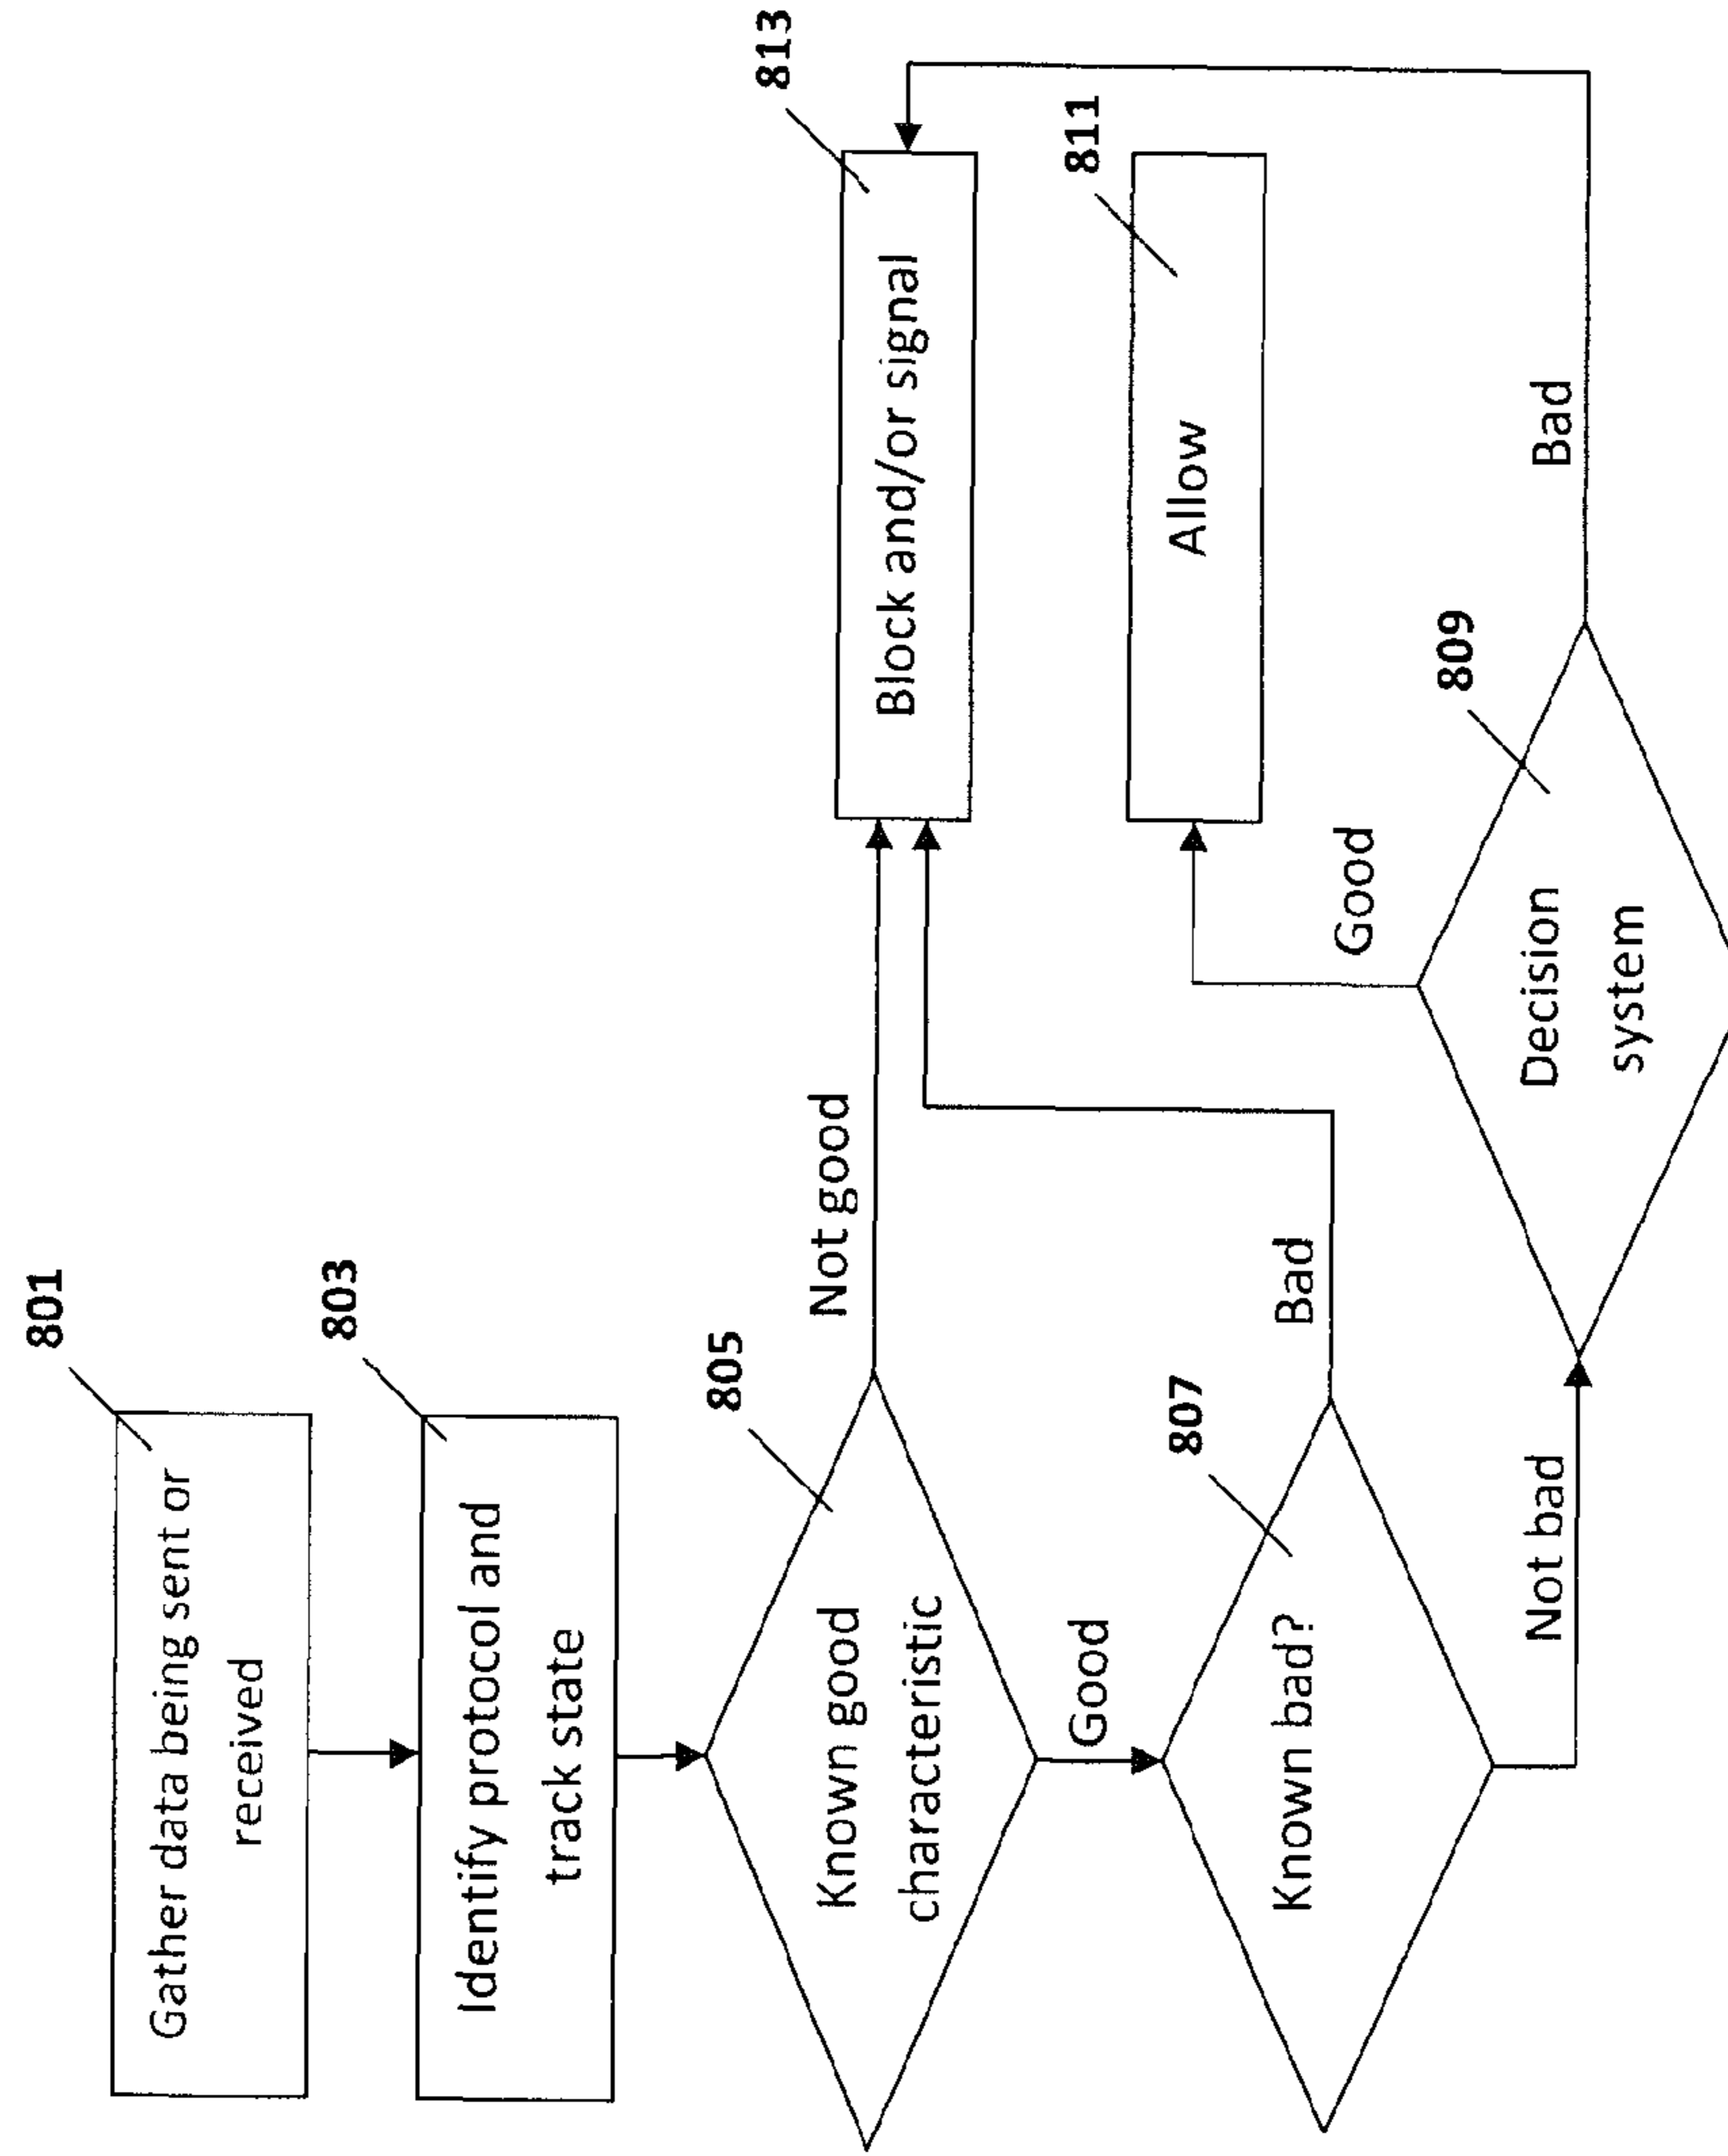 801
Gather data being sent or
received
803
Identify protocol and
track state
805
Known good
characteristic
Not good
813
Block and/or signal
Good
807
Known bad?
Bad
811
Allow
Not bad
809
Decision
system
Good
Bad